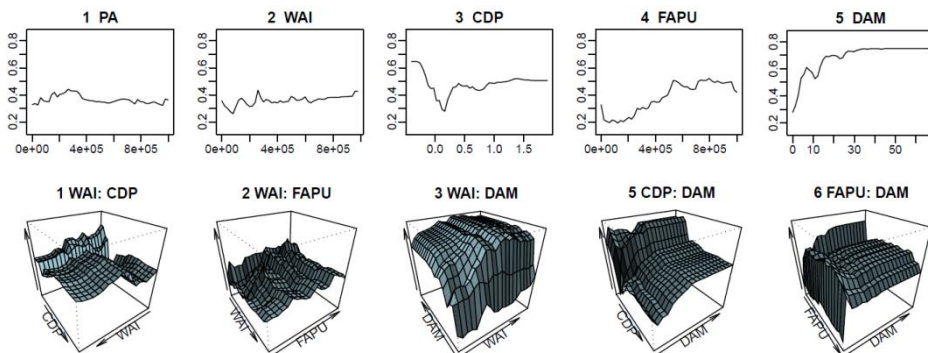 1 PA
2 WAI
3 CDP
4 FAPU
5 DAM
0.2 0.4 0.6 0.8
0e+00 4e+05 8e+05
0.2 0.4 0.6 0.8
0e+00 4e+05 8e+05
0.2 0.4 0.6 0.8
0.0 0.5 1.0 1.5
0.2 0.4 0.6 0.8
0e+00 4e+05 8e+05
0.2 0.4 0.6 0.8
0 10 30 50 70
1 WAI: CDP
2 WAI: FAPU
3 WAI: DAM
5 CDP: DAM
6 FAPU: DAM
CDP
WAI
WAI
FAPU
DAM
WAI
CDP
DAM
FAPU
DAM